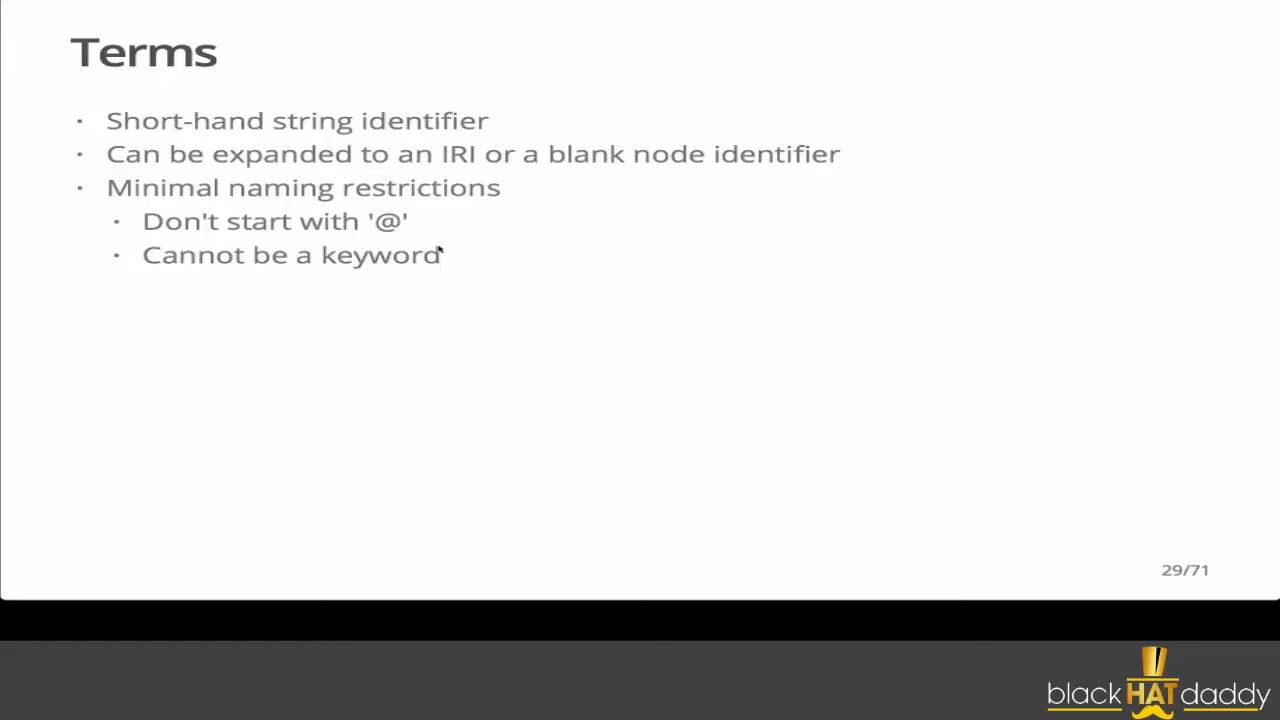 Terms
· Short-hand string identifier
· Can be expanded to an IRI or a blank node identifier
· Minimal naming restrictions
· Don't start with '@'
· Cannot be a keyword
29/71
blackHATdaddy